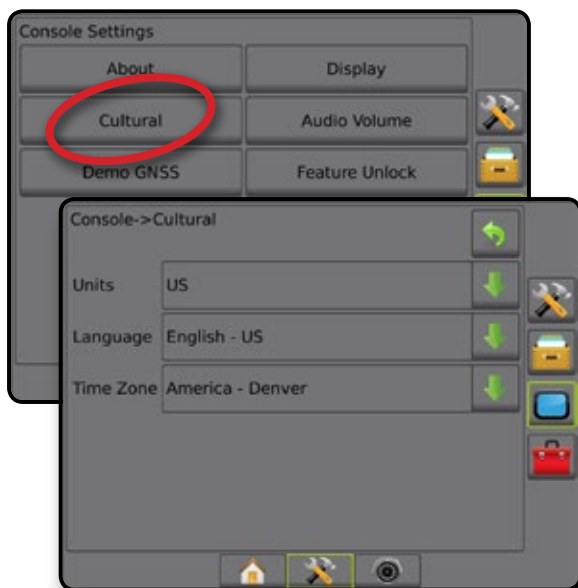 Console Settings
About Display
Cultural Audio Volume
Demo GNSS Feature Unlock
Console->Cultural
Units US
Language English - US
Time Zone America - Denver